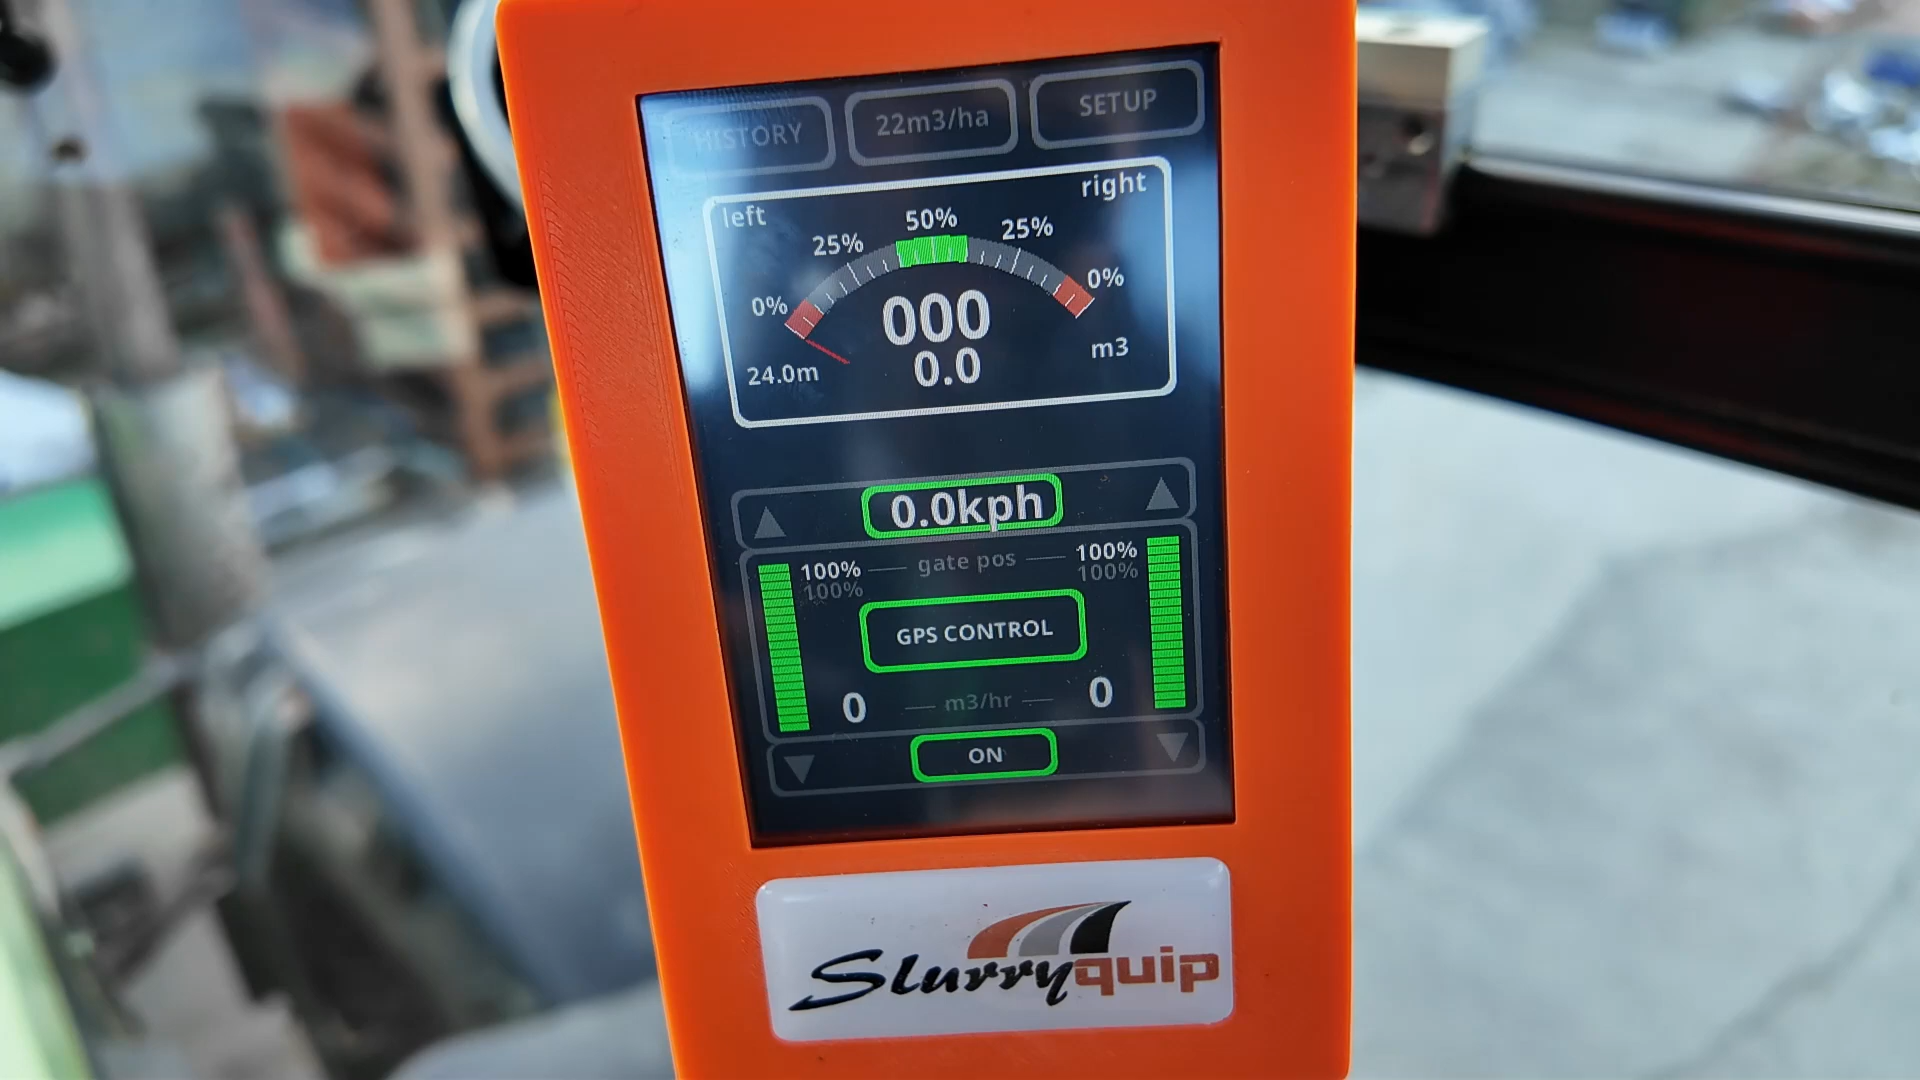 HISTORY
22m3/ha
SETUP
left
right
50%
25%
25%
0%
0%
000
0.0
24.0m
m3
0.0kph
100%
gate pos
100%
100%
100%
GPS CONTROL
0
m3/hr
0
ON
Slurryquip